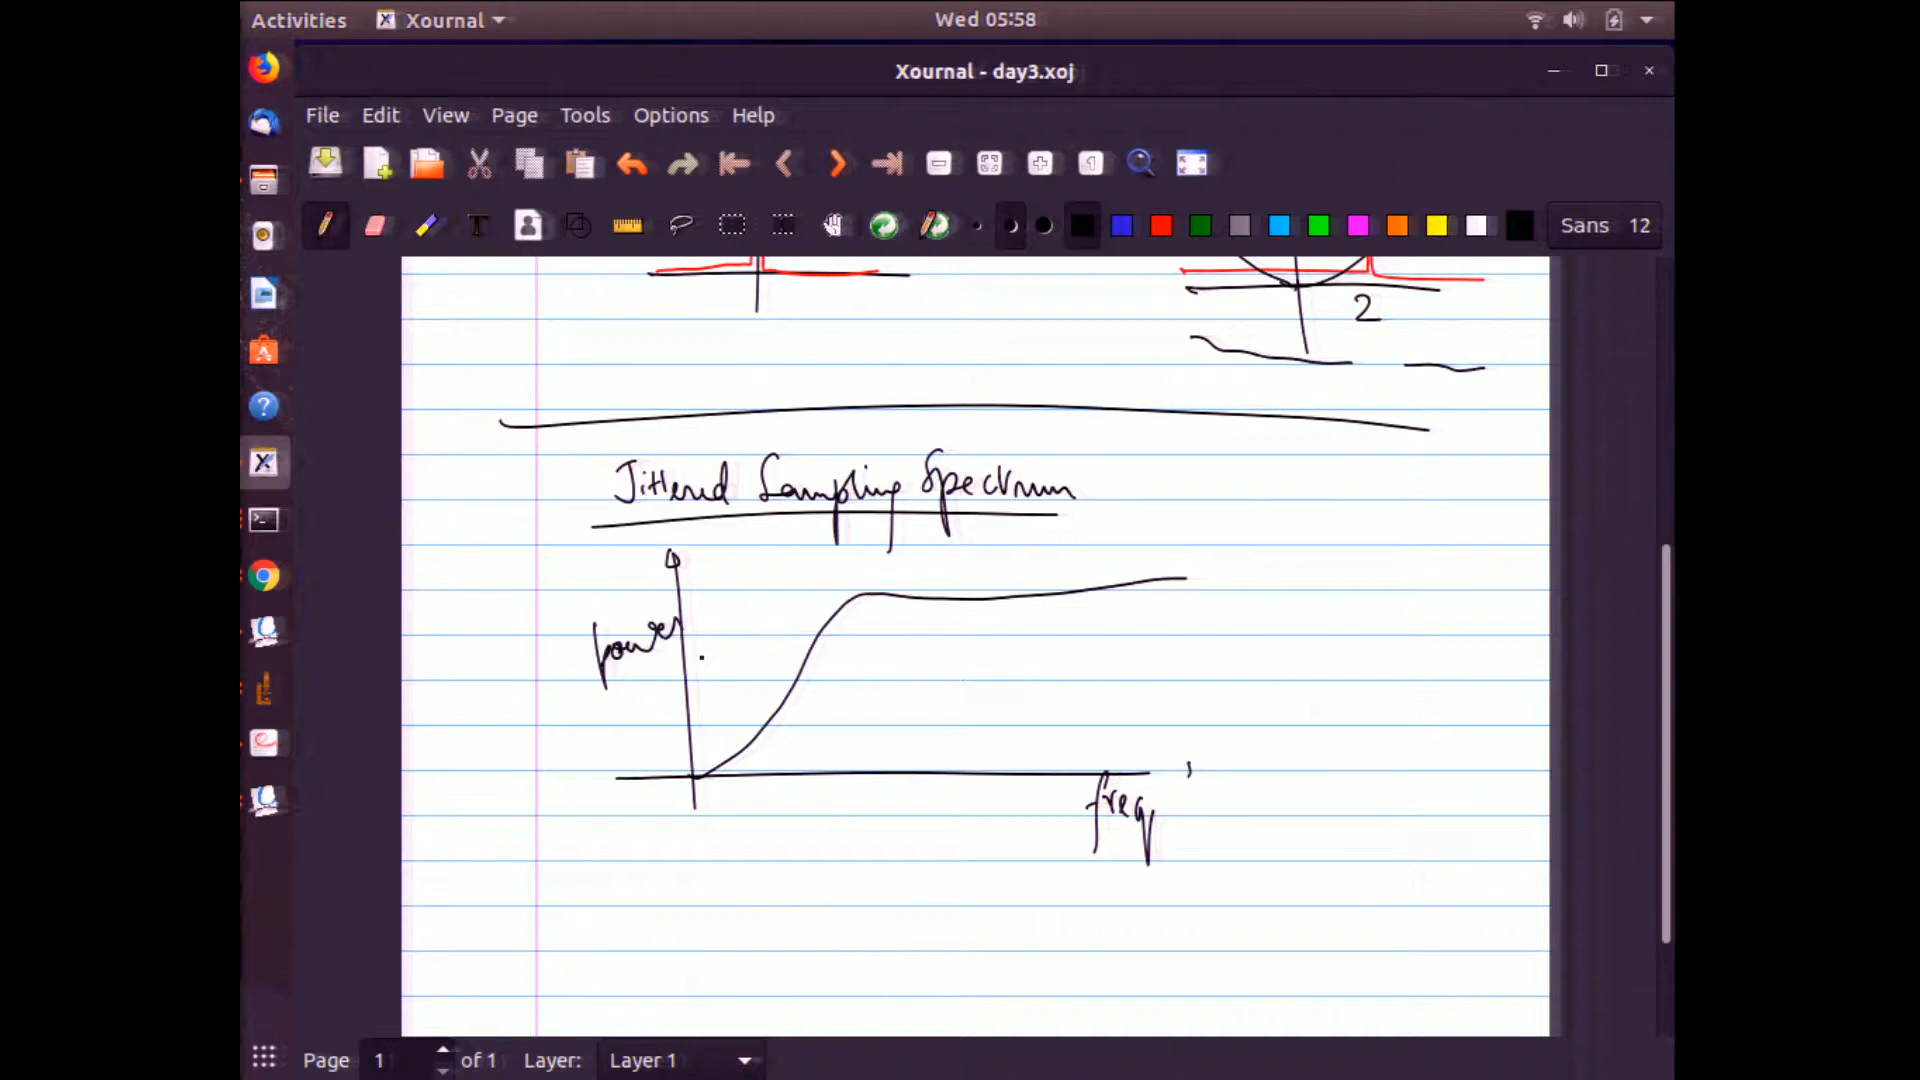 Activities Xournal Wed 05:58
Xournal - day3.xoj
File Edit View Page Tools Options Help
Sans 12
2
Jittered Sampling Spectrum
power
freq
Page 1 of 1 Layer: Layer 1